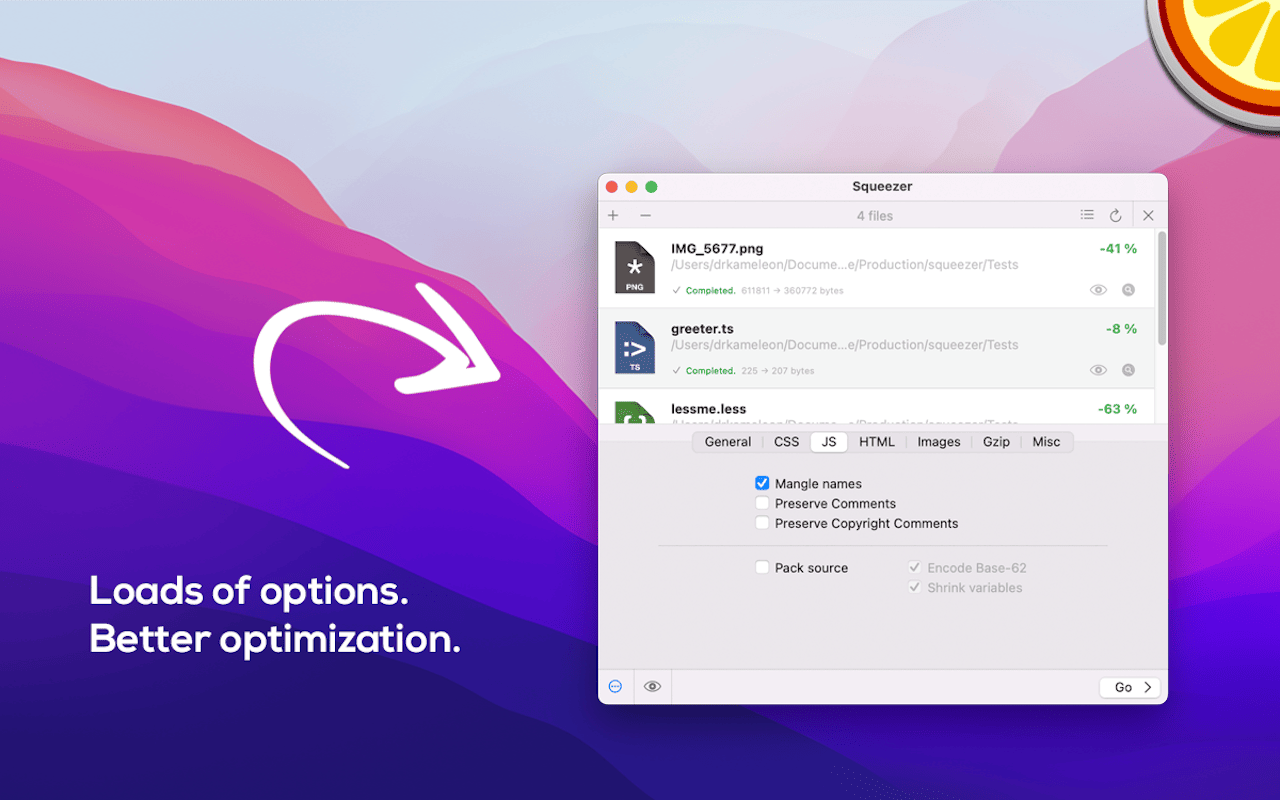 Squeezer
4 files
IMG_5677.png
-41 %
/Users/drkameleon/Docume...e/Production/squeezer/Tests
PNG
Completed. 611811 → 360772 bytes
greeter.ts
-8 %
/Users/drkameleon/Docume...e/Production/squeezer/Tests
:>
TS
Completed. 225 → 207 bytes
lessme.less
-63 %
General CSS JS HTML Images Gzip Misc
Mangle names
Preserve Comments
Preserve Copyright Comments
Pack source
Encode Base-62
Shrink variables
Go
Loads of options.
Better optimization.